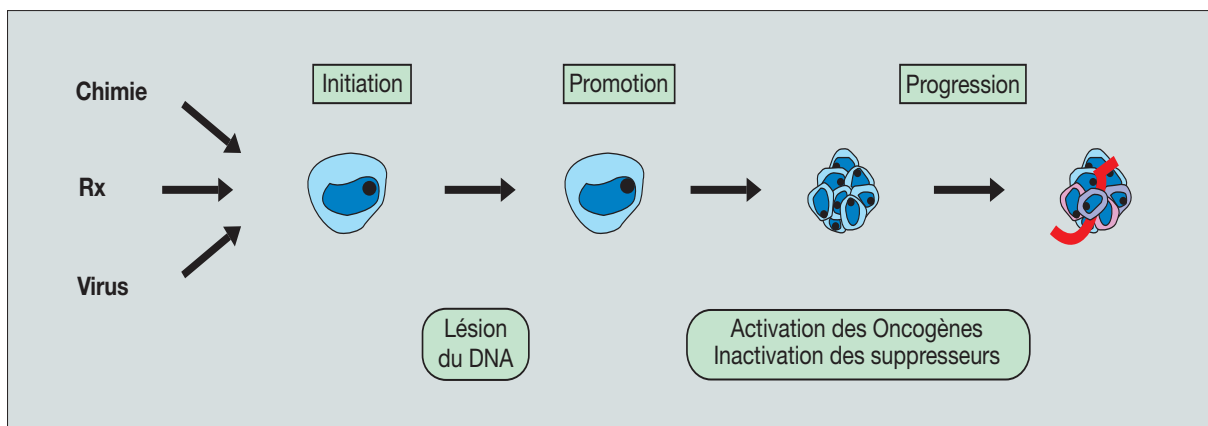 Chimie
Rx
Virus
Initiation
Promotion
Progression
Lésion
du DNA
Activation des Oncogènes
Inactivation des suppresseurs